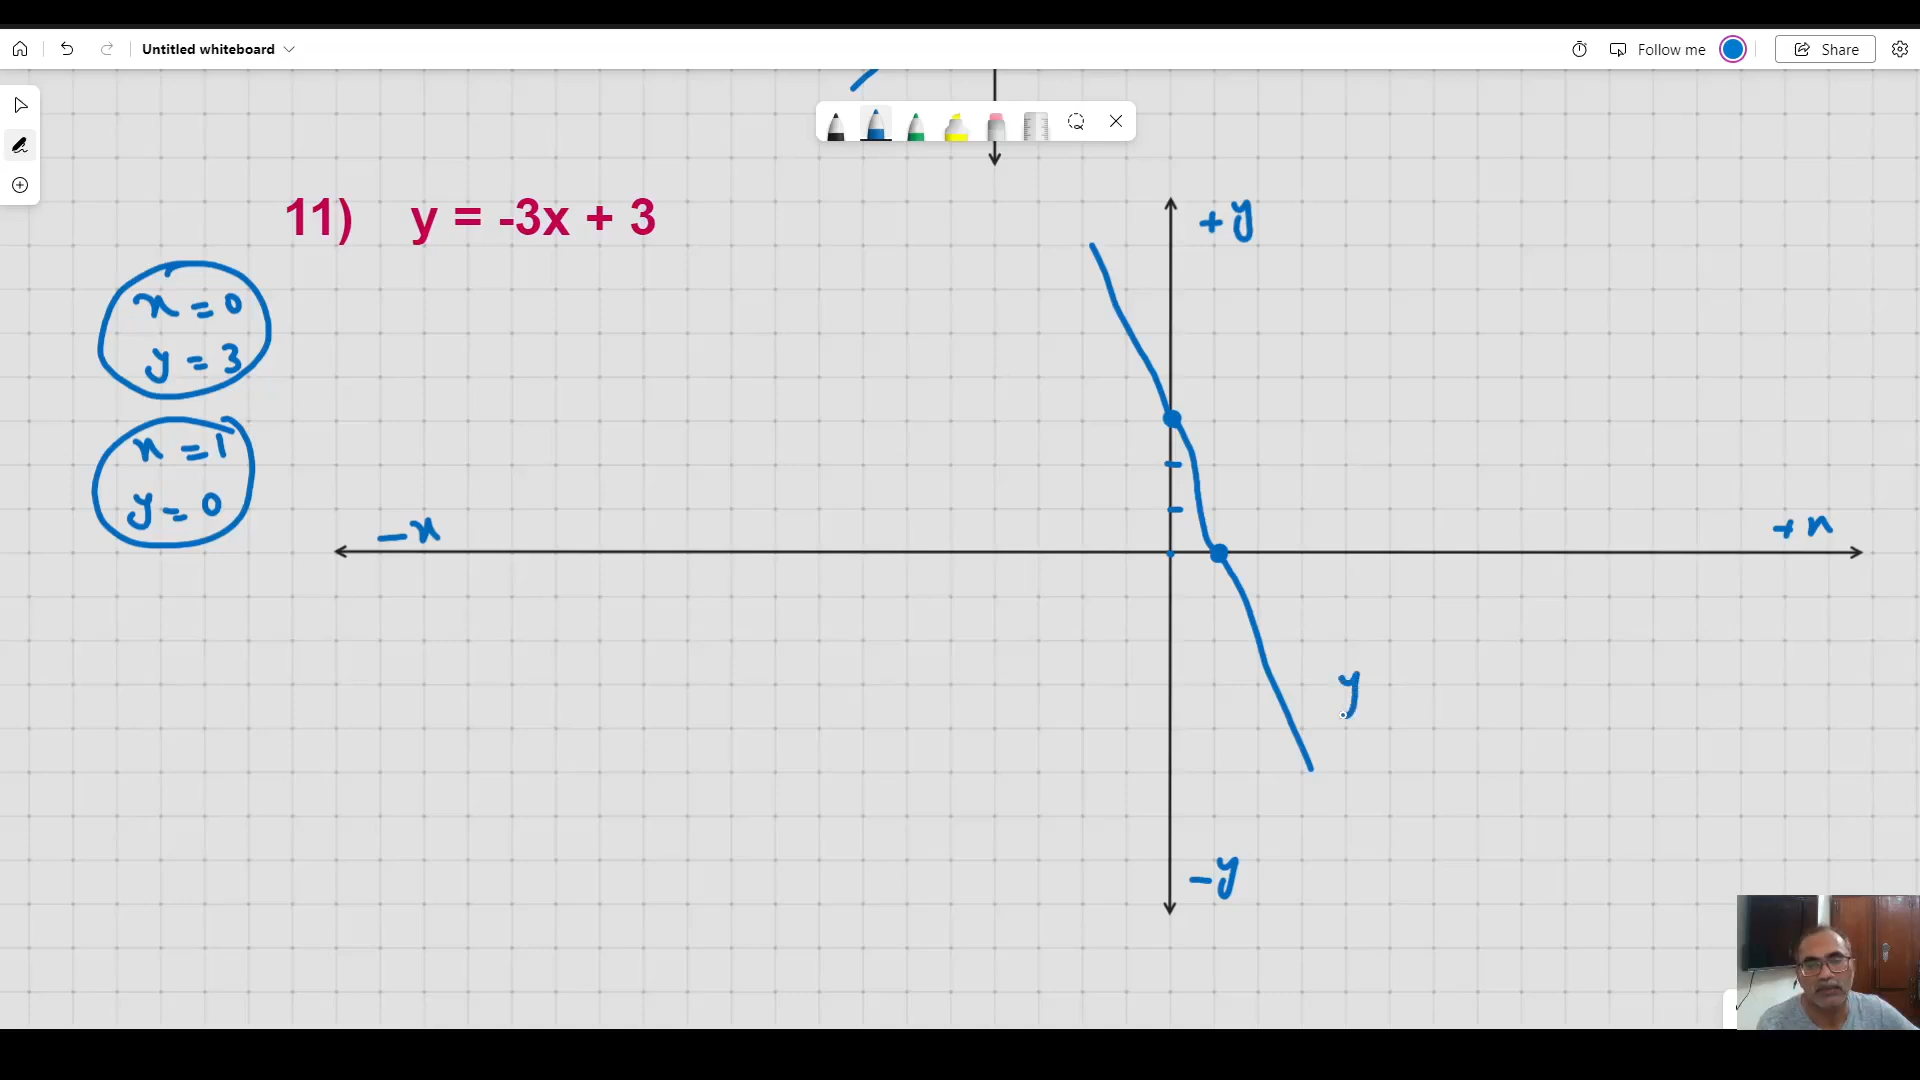 Untitled whiteboard
Follow me
Share
11) y = -3x + 3
+y
x = 0
y = 3
x = 1
y = 0
-x
+x
y
-y